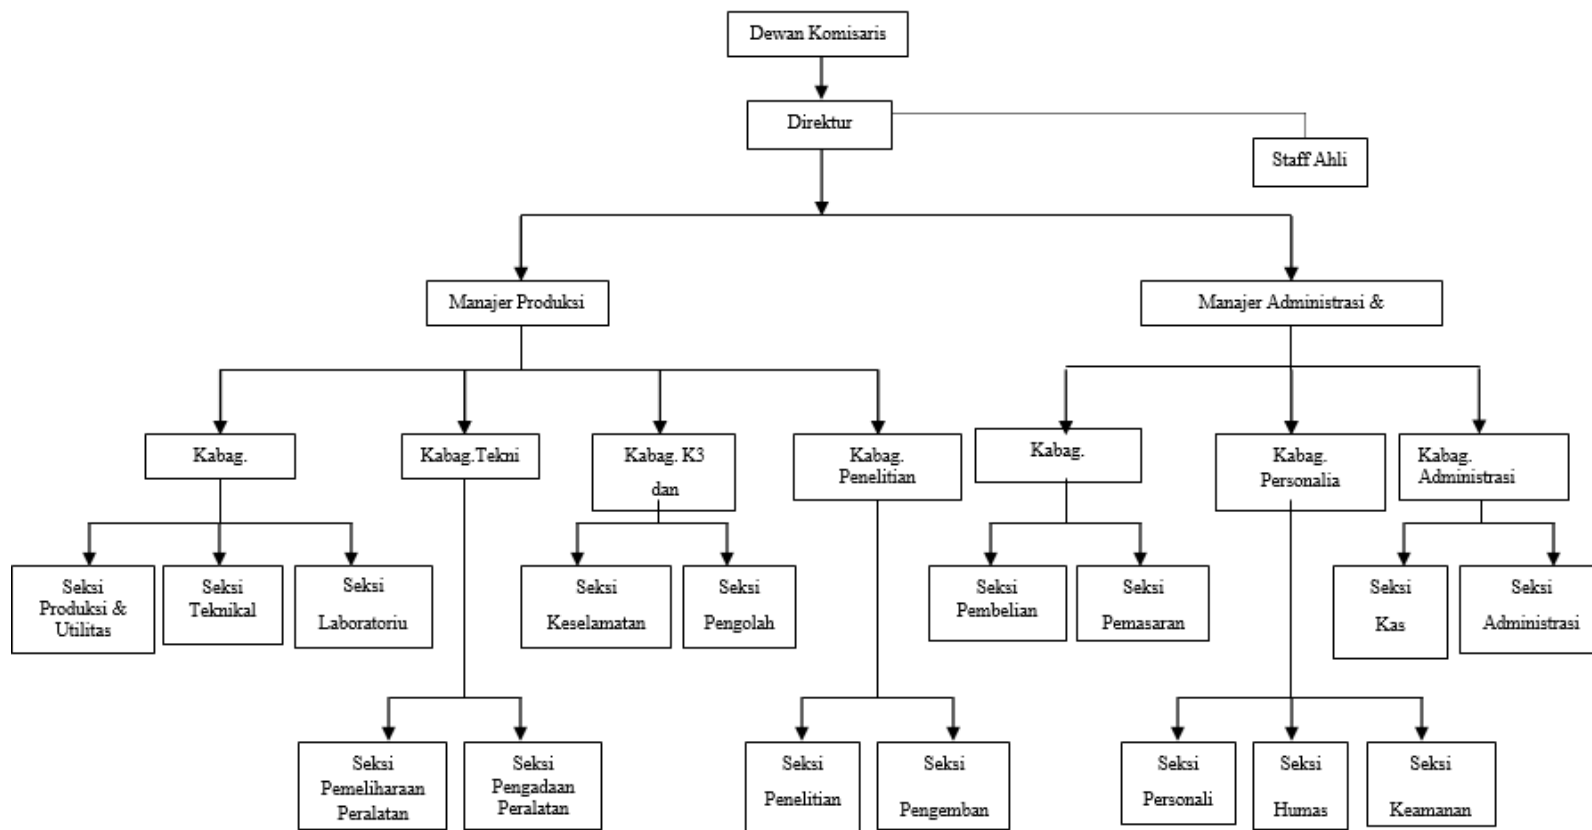 Dewan Komisaris
Direktur
Staff Ahli
Manajer Produksi
Manajer Administrasi &
Kabag.
Kabag.Tekni
Kabag. K3
dan
Kabag.
Penelitian
Kabag.
Kabag.
Personalia
Kabag.
Administrasi
Seksi
Produksi &
Utilitas
Seksi
Teknikal
Seksi
Laboratoriu
Seksi
Keselamatan
Seksi
Pengolah
Seksi
Pembelian
Seksi
Pemasaran
Seksi
Kas
Seksi
Administrasi
Seksi
Pemeliharaan
Peralatan
Seksi
Pengadaan
Peralatan
Seksi
Penelitian
Seksi
Pengemban
Seksi
Personali
Seksi
Humas
Seksi
Keamanan